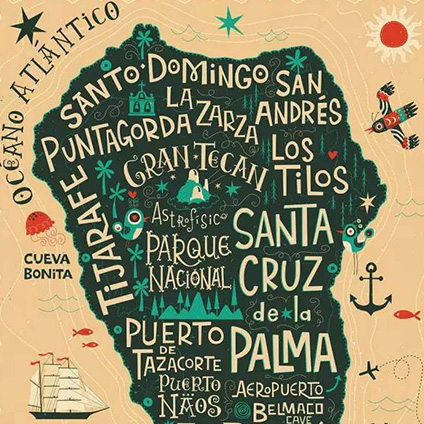 OCÉANO ATLÁNTICO
SANTO DOMINGO
LA ZARZA
SAN ANDRÉS
PUNTAGORDA
GRAN TECAN
LOS TILOS
TIJARAFE
ASTROFÍSICO
SANTA CRUZ de la PALMA
PARQUE NACIONAL
CUEVA BONITA
PUERTO DE TAZACORTE
PUERTO NÄOS
AEROPUERTO
BELMACO CAVE